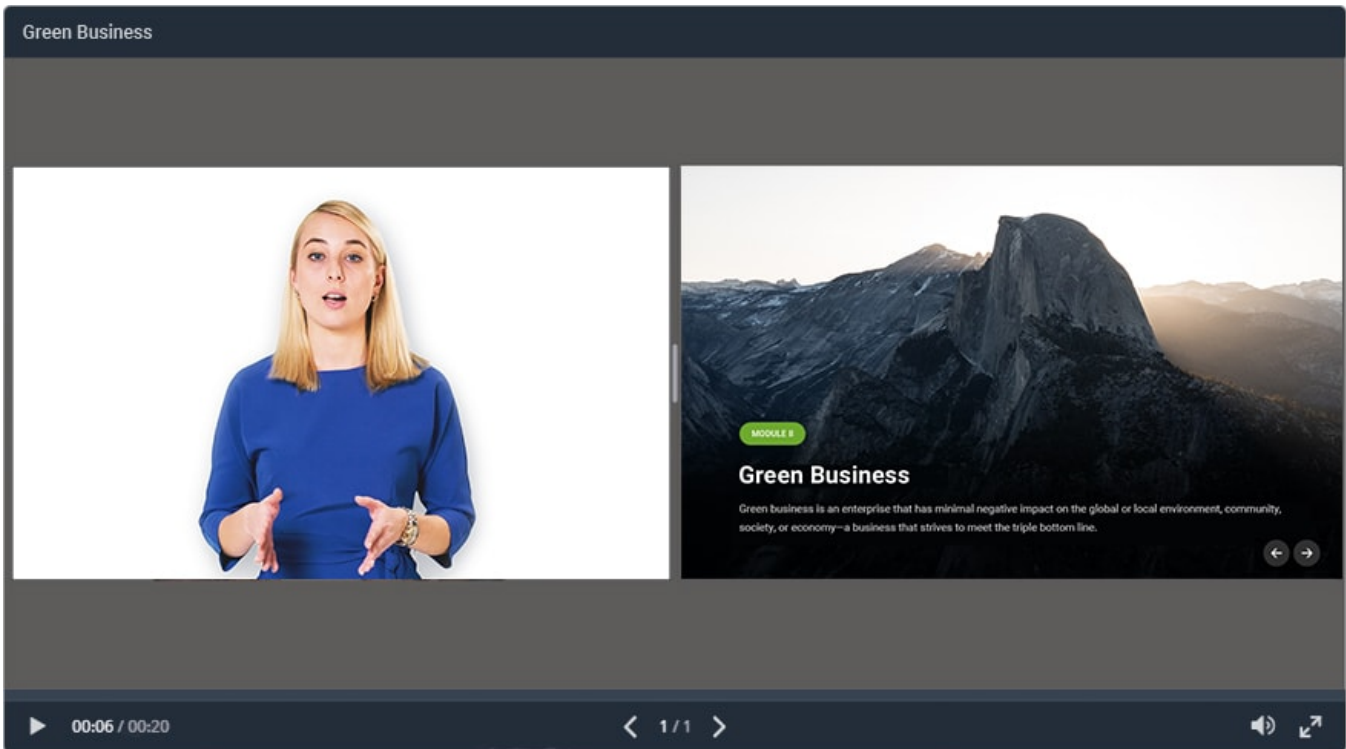 Green Business
MODULE II
Green Business
Green business is an enterprise that has minimal negative impact on the global or local environment, community,
society, or economy—a business that strives to meet the triple bottom line.
00:06 / 00:20
1 / 1